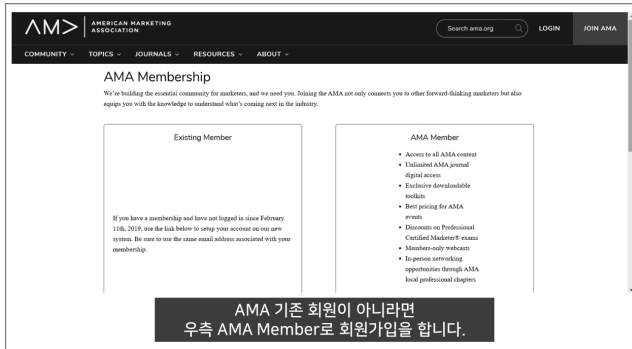 AMA
AMERICAN MARKETING
ASSOCIATION
Search ama.org
LOGIN
JOIN AMA
COMMUNITY
TOPICS
JOURNALS
RESOURCES
ABOUT
AMA Membership
We're building the essential community for marketers, and we need you. Joining the AMA not only connects you to other forward-thinking marketers but also
equips you with the knowledge to understand what's coming next in the industry.
Existing Member
If you have a membership and have not logged in since February
11th, 2019, use the link below to setup your account on our new
system. Be sure to use the same email address associated with your
membership.
AMA Member
• Access to all AMA content
• Unlimited AMA journal
digital access
• Exclusive downloadable
toolkits
• Best pricing for AMA
events
• Discounts on Professional
Certified Marketer® exams
• Members-only webcasts
• In-person networking
opportunities through AMA
local professional chapters
AMA 기존 회원이 아니라면
우측 AMA Member로 회원가입을 합니다.